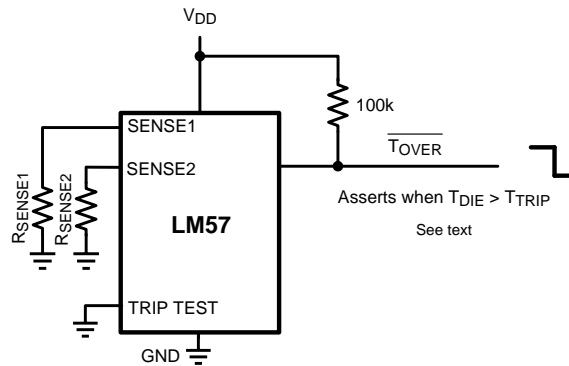 VDD
100k
SENSE1
TOVER
SENSE2
RSENSE1
RSENSE2
Asserts when TDIE > TTRIP
LM57
See text
TRIP TEST
GND